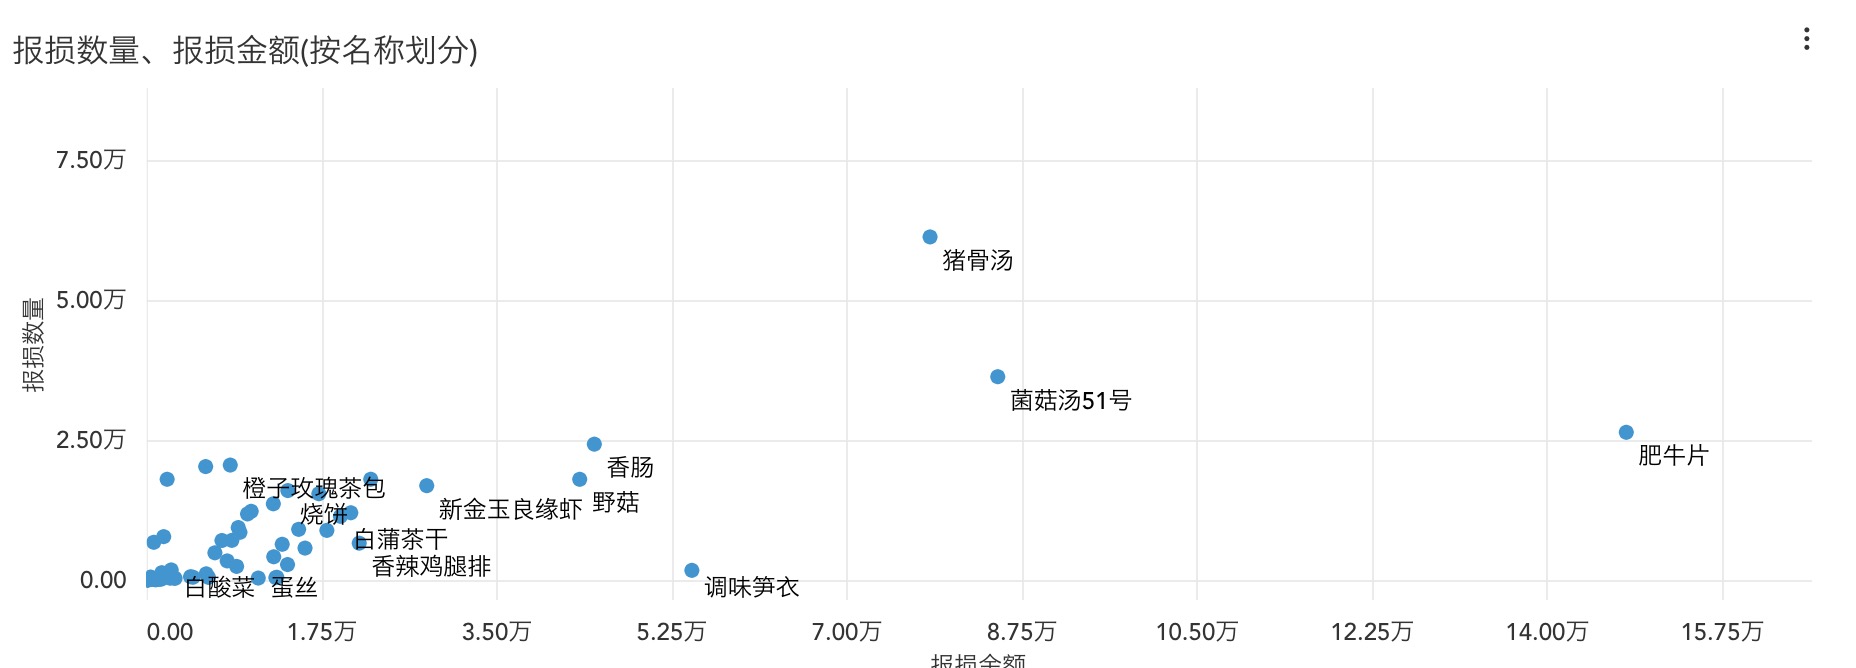 报损数量、报损金额(按名称划分)
7.50万
猪骨汤
5.00万
报损数量
菌菇汤51号
2.50万
肥牛片
香肠
橙子玫瑰茶包
野菇
新金玉良缘虾
烧饼
白蒲茶干
香辣鸡腿排
0.00
白酸菜
蛋丝
调味笋衣
0.00 1.75万 3.50万 5.25万 7.00万 8.75万 10.50万 12.25万 14.00万 15.75万
报损金额